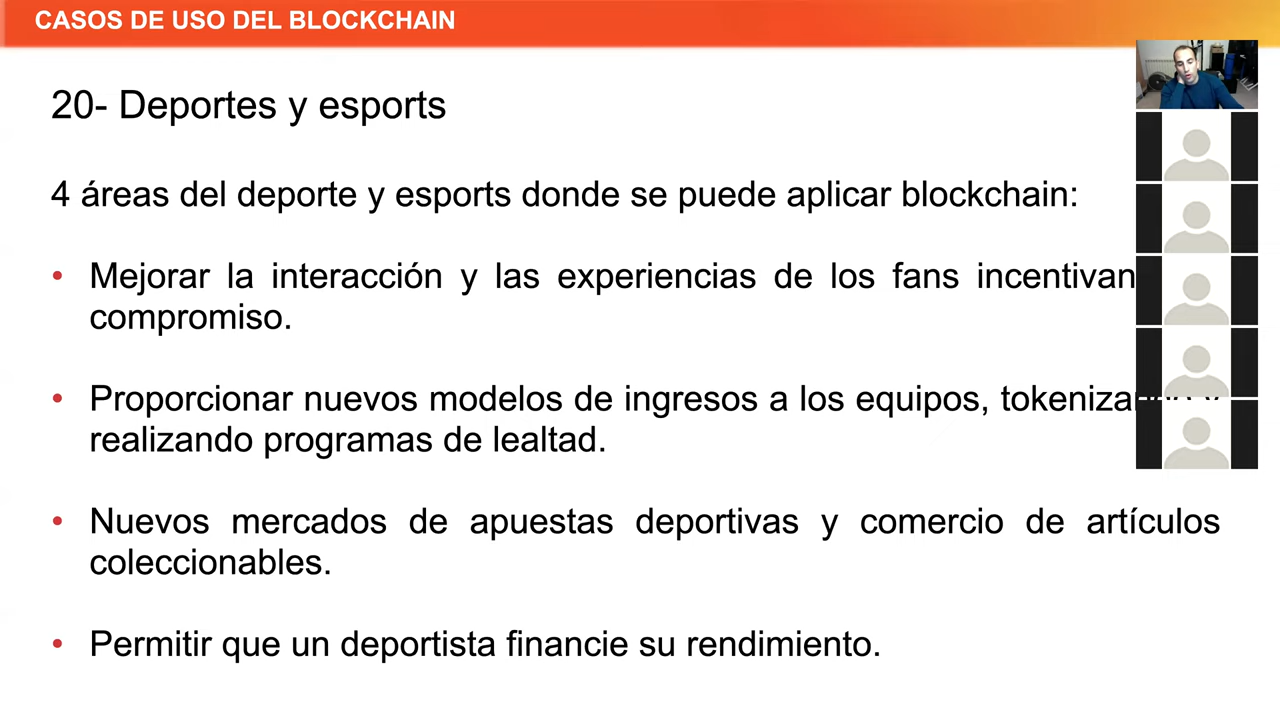 CASOS DE USO DEL BLOCKCHAIN
20- Deportes y esports
4 áreas del deporte y esports donde se puede aplicar blockchain:
• Mejorar la interacción y las experiencias de los fans
compromiso.
• Proporcionar nuevos modelos de ingresos a los equipos,
realizando programas de lealtad.
• Nuevos mercados de apuestas deportivas y comercio de artículos
coleccionables.
• Permitir que un deportista financie su rendimiento.